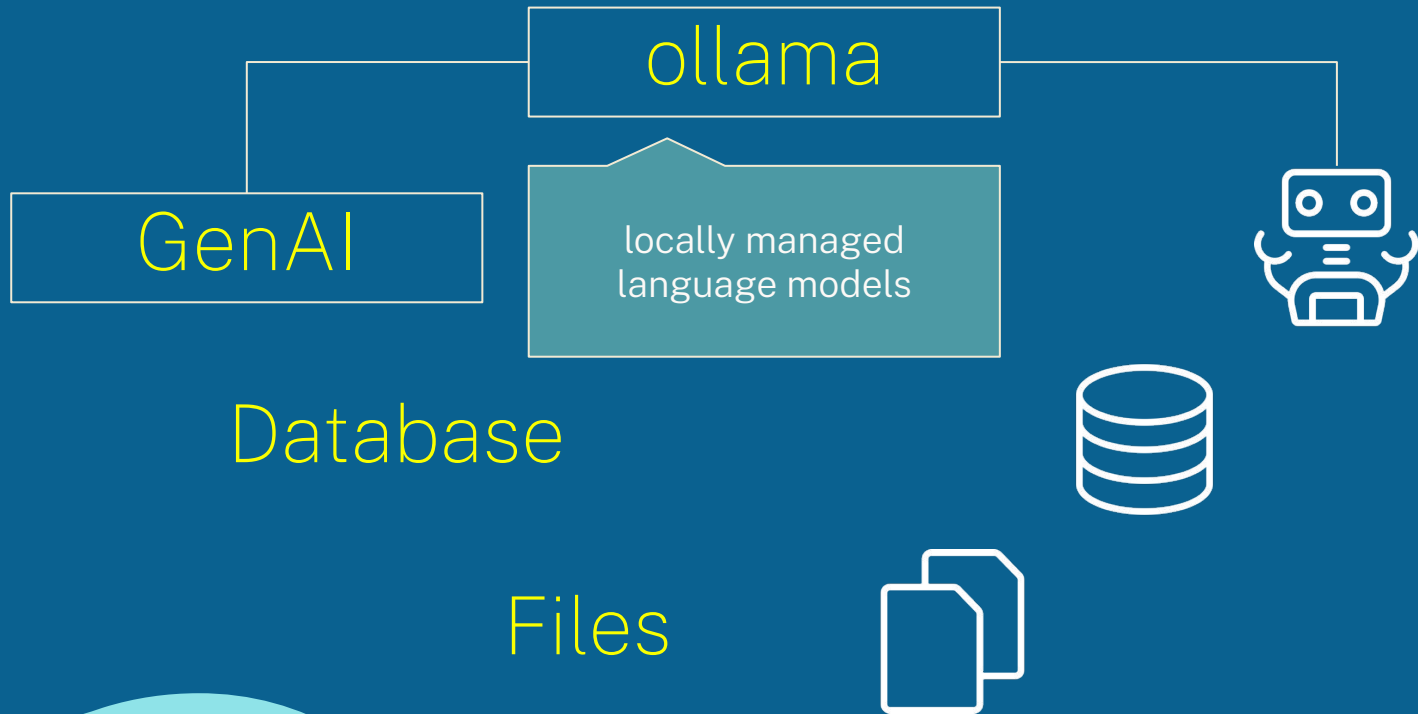 ollama
GenAI
locally managed
language models
Database
Files